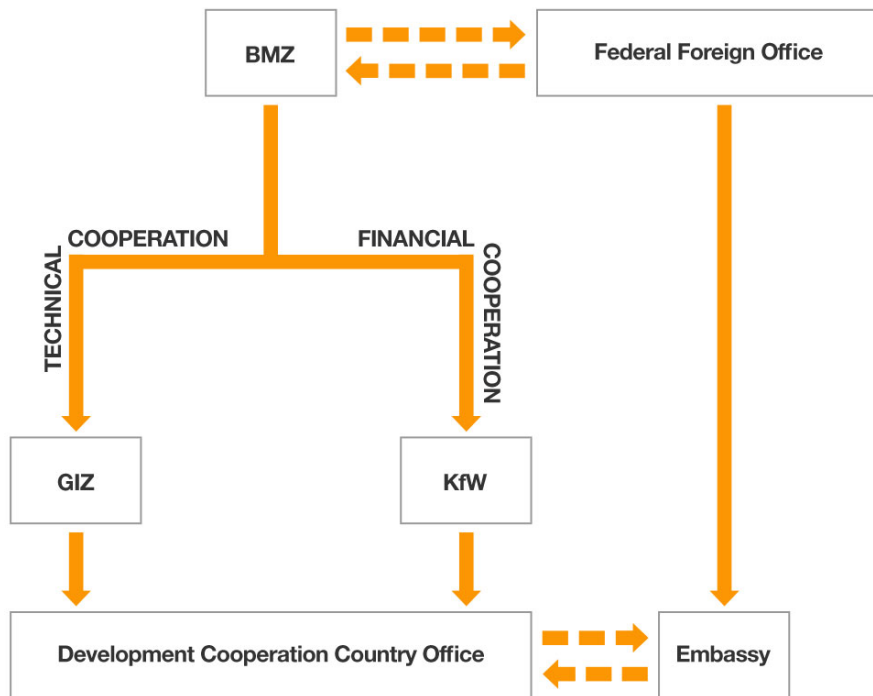 BMZ
Federal Foreign Office
TECHNICAL
COOPERATION
FINANCIAL
COOPERATION
GIZ
KfW
Development Cooperation Country Office
Embassy